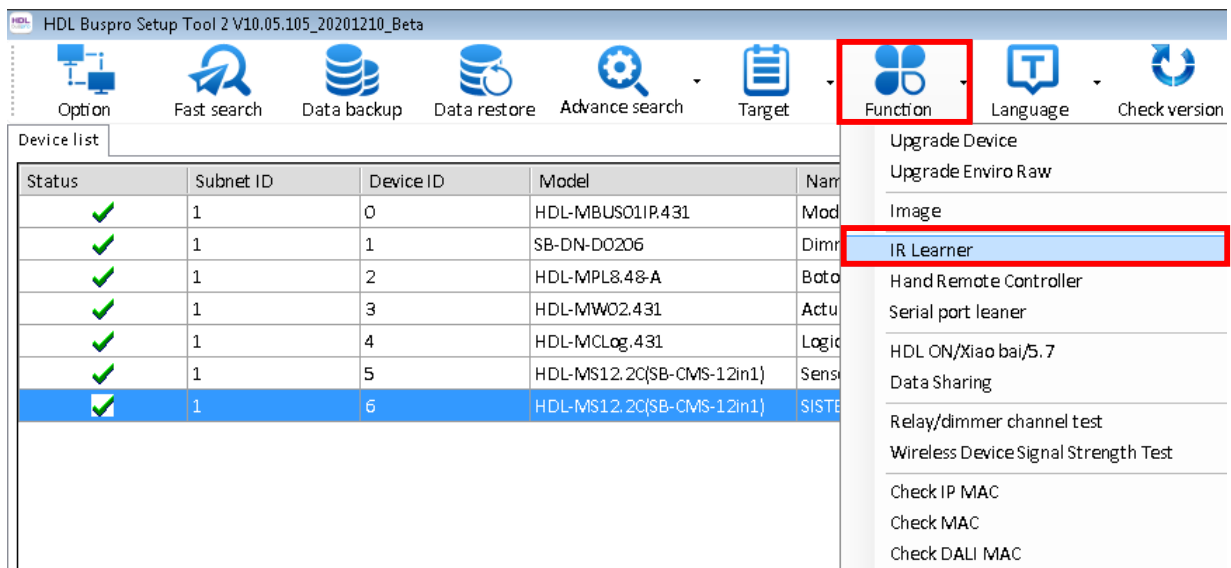 HDL Buspro Setup Tool 2 V10.05.105_20201210_Beta
Option Fast search Data backup Data restore Advance search Target Function Language Check version
Device list
Status Subnet ID Device ID Model Nam
1 0 HDL-MBUS01IP.431 Mod
1 1 SB-DN-D0206 Dimr
1 2 HDL-MPL8.48-A Boto
1 3 HDL-MW02.431 Actu
1 4 HDL-MCLog.431 Logic
1 5 HDL-MS12.2C(SB-CMS-12in1) Senso
1 6 HDL-MS12.2C(SB-CMS-12in1) SISTE
Upgrade Device
Upgrade Enviro Raw
Image
IR Learner
Hand Remote Controller
Serial port leaner
HDL ON/Xiao bai/5.7
Data Sharing
Relay/dimmer channel test
Wireless Device Signal Strength Test
Check IP MAC
Check MAC
Check DALI MAC